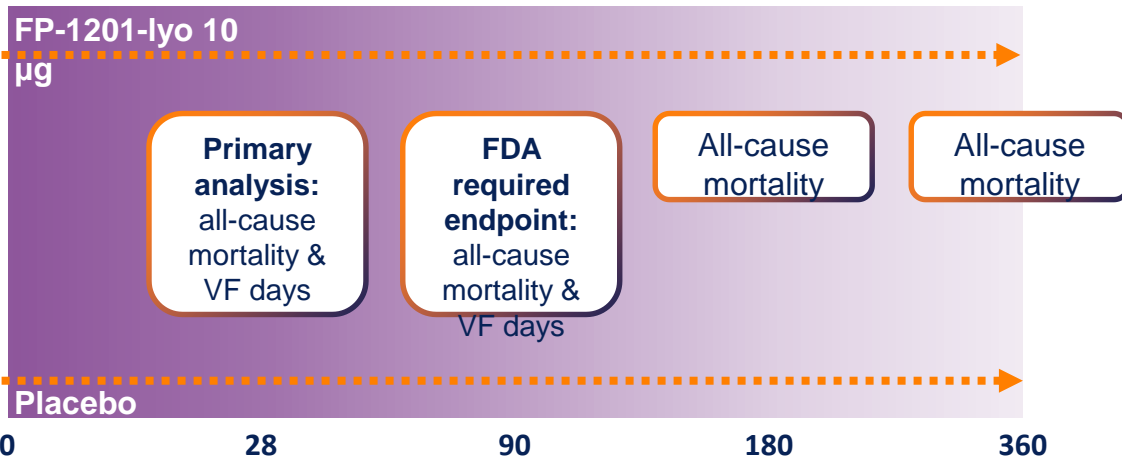 FP-1201-lyo 10
µg
Primary
analysis:
all-cause
mortality &
VF days
FDA
required
endpoint:
all-cause
mortality &
VF days
All-cause
mortality
All-cause
mortality
Placebo
0 28 90 180 360